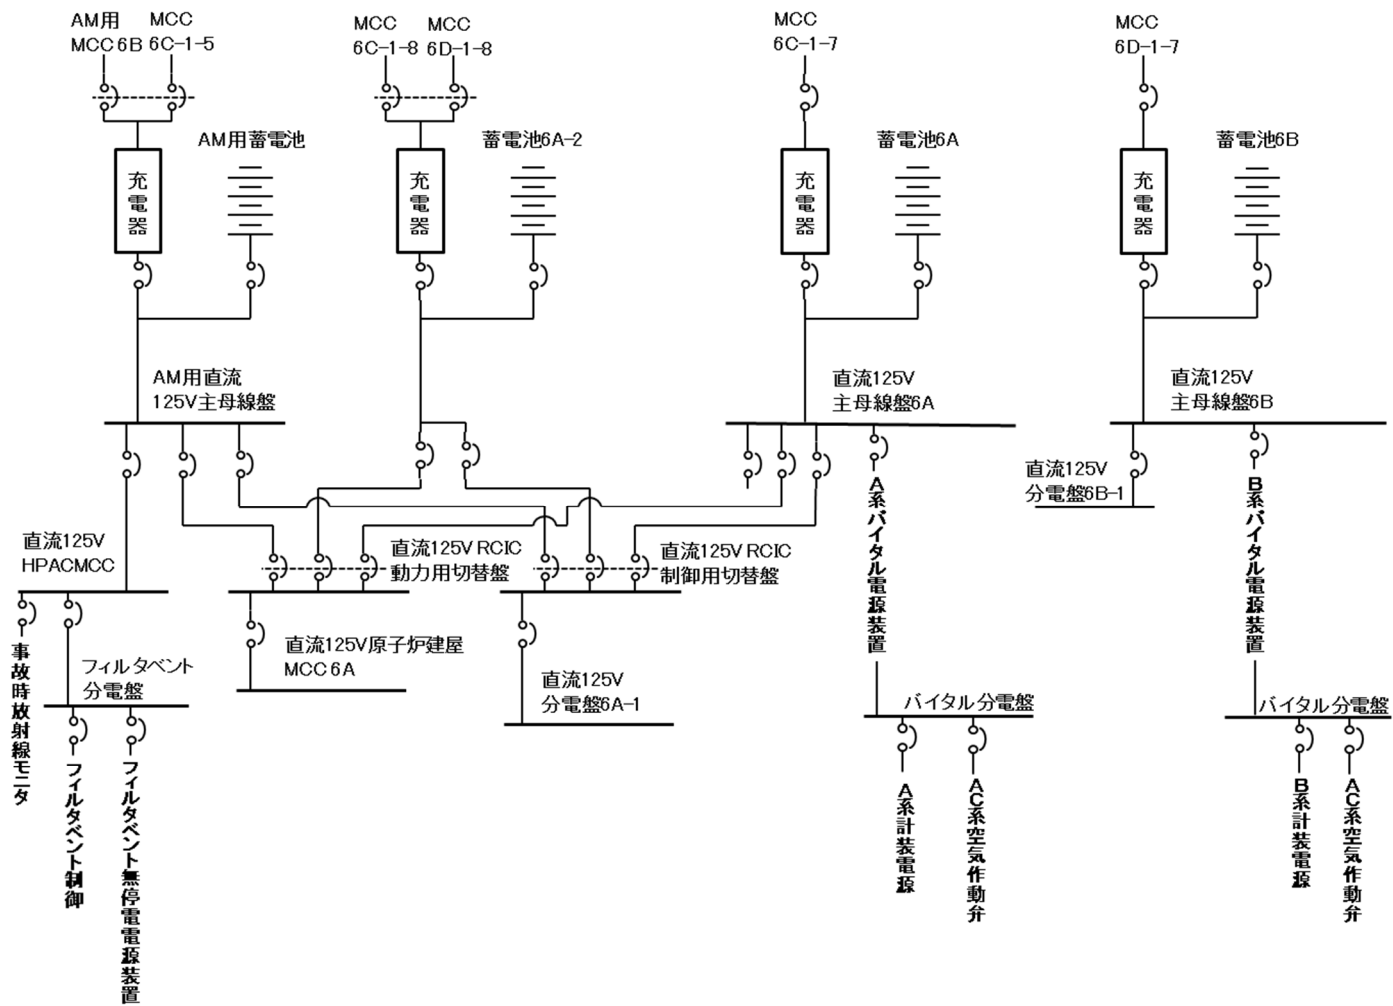 AM用
MCC 6B
MCC
6C-1-5
MCC
6C-1-8
MCC
6D-1-8
MCC
6C-1-7
MCC
6D-1-7
充電器
AM用蓄電池
充電器
蓄電池6A-2
充電器
蓄電池6A
充電器
蓄電池6B
AM用直流
125V主母線盤
直流125V
主母線盤6A
直流125V
主母線盤6B
直流125V
分電盤6B-1
A系バイタル電源装置
B系バイタル電源装置
直流125V
HPACMCC
直流125V RCIC
動力用切替盤
直流125V RCIC
制御用切替盤
事故時放射線モニタ
フィルタベント
分電盤
直流125V原子炉建屋
MCC 6A
直流125V
分電盤6A-1
バイタル分電盤
バイタル分電盤
フィルタベント制御
フィルタベント無停電電源装置
A系計装電源
AC系空気作動弁
B系計装電源
AC系空気作動弁